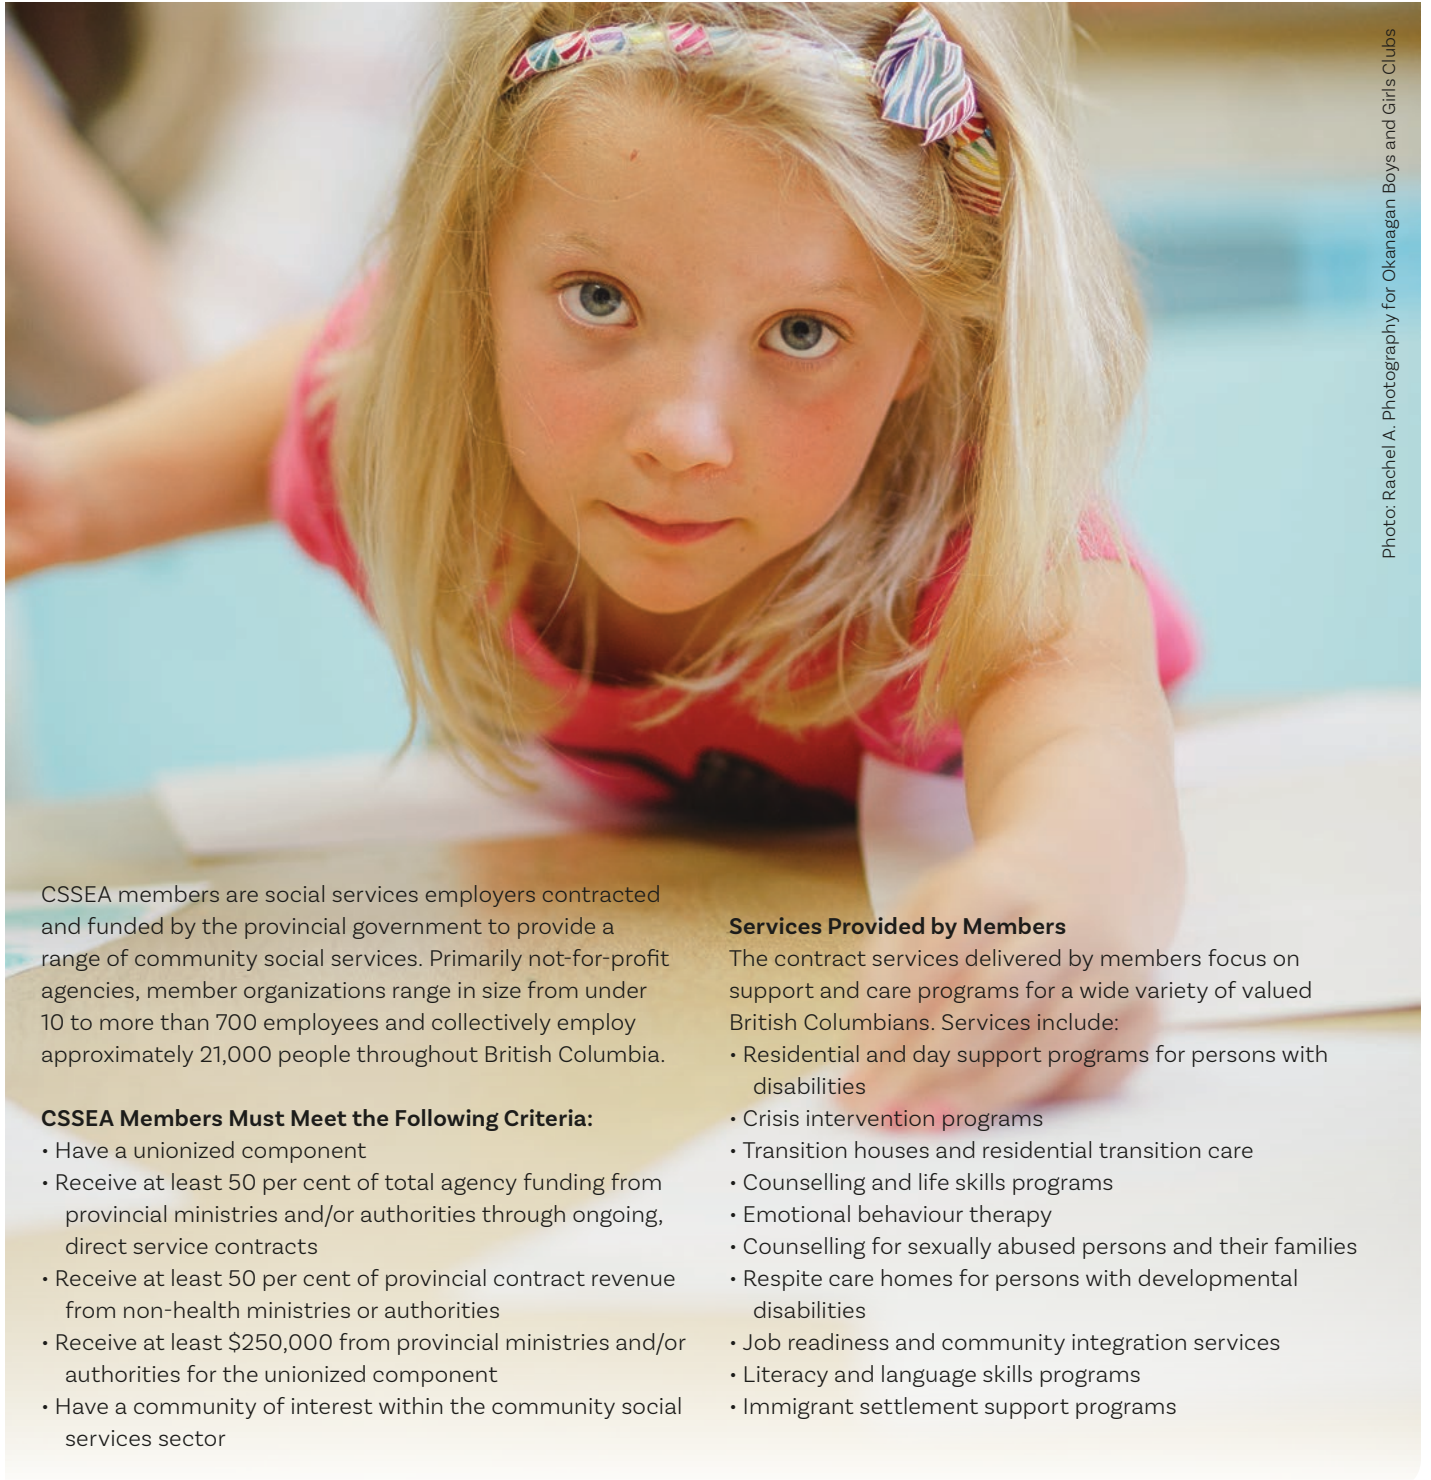 Photo: Rachel A. Photography for Okanagan Boys and Girls Clubs
CSSEA members are social services employers contracted
and funded by the provincial government to provide a
range of community social services. Primarily not-for-profit
agencies, member organizations range in size from under
10 to more than 700 employees and collectively employ
approximately 21,000 people throughout British Columbia.
CSSEA Members Must Meet the Following Criteria:
• Have a unionized component
• Receive at least 50 per cent of total agency funding from
provincial ministries and/or authorities through ongoing,
direct service contracts
• Receive at least 50 per cent of provincial contract revenue
from non-health ministries or authorities
• Receive at least $250,000 from provincial ministries and/or
authorities for the unionized component
• Have a community of interest within the community social
services sector
Services Provided by Members
The contract services delivered by members focus on
support and care programs for a wide variety of valued
British Columbians. Services include:
• Residential and day support programs for persons with
disabilities
• Crisis intervention programs
• Transition houses and residential transition care
• Counselling and life skills programs
• Emotional behaviour therapy
• Counselling for sexually abused persons and their families
• Respite care homes for persons with developmental
disabilities
• Job readiness and community integration services
• Literacy and language skills programs
• Immigrant settlement support programs